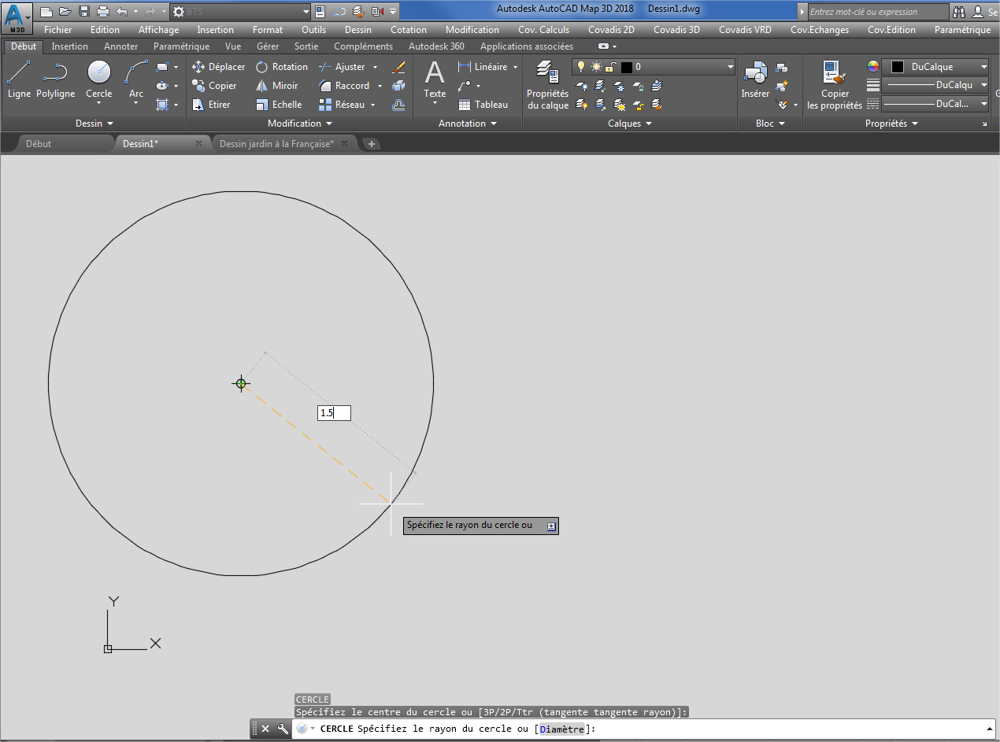 BTS
Autodesk AutoCAD Map 3D 2018 Dessin1.dwg
Entrez mot-clé ou expression
Se
M3D
Fichier Edition Affichage Insertion Format Outils Dessin Cotation Modification Cov. Calculs Covadis 2D Covadis 3D Covadis VRD Cov.Echanges Cov.Edition Paramétrique
Début Insertion Annoter Paramétrique Vue Gérer Sortie Compléments Autodesk 360 Applications associées
Déplacer Rotation Ajuster Linéaire 0 DuCalque
Ligne Polyligne Cercle Arc Copier Miroir Raccord A Texte Propriétés du calque Insérer Copier les propriétés DuCalqu
Etirer Echelle Réseau Tableau DuCal...
Dessin Modification Annotation Calques Bloc Propriétés
Début Dessin1* Dessin jardin à la Française*
1.5
Spécifiez le rayon du cercle ou
Y
X
CERCLE
Spécifiez le centre du cercle ou [3P/2P/Ttr (tangente tangente rayon)]:
CERCLE Spécifiez le rayon du cercle ou [Diamètre]: